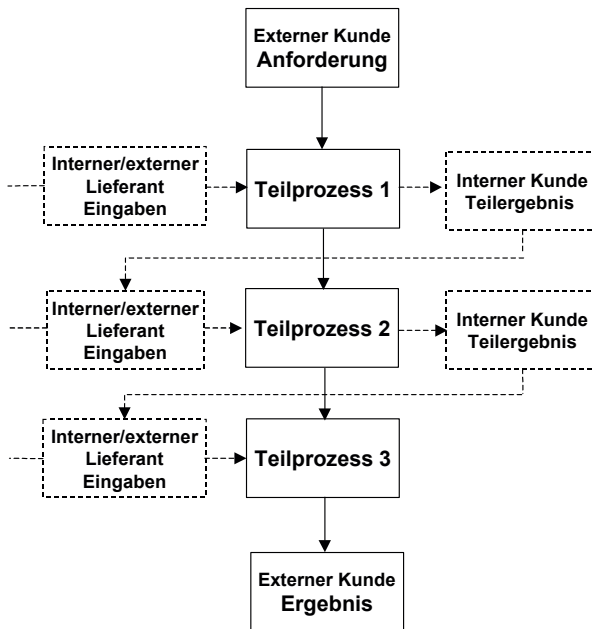 Externer Kunde
Anforderung
Interner/externer
Lieferant
Eingaben
Teilprozess 1
Interner Kunde
Teilergebnis
Interner/externer
Lieferant
Eingaben
Teilprozess 2
Interner Kunde
Teilergebnis
Interner/externer
Lieferant
Eingaben
Teilprozess 3
Externer Kunde
Ergebnis